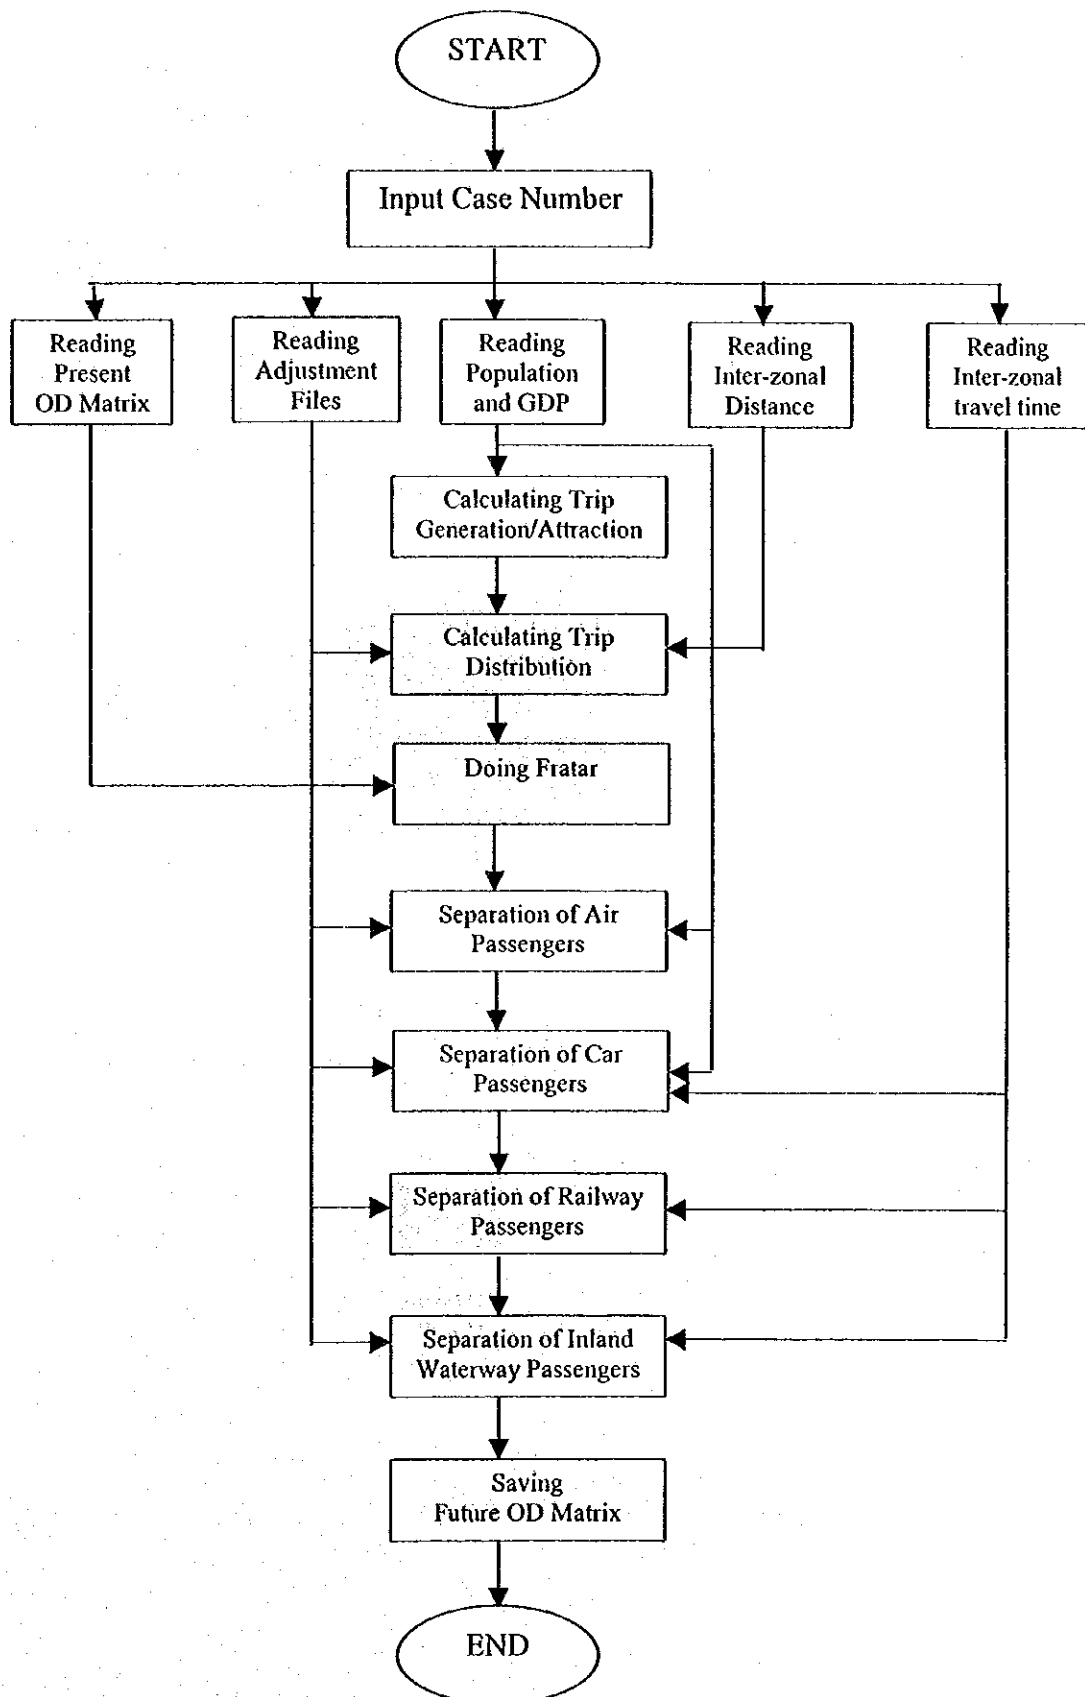 START
Input Case Number
Reading
Present
OD Matrix
Reading
Adjustment
Files
Reading
Population
and GDP
Reading
Inter-zonal
Distance
Reading
Inter-zonal
travel time
Calculating Trip
Generation/Attraction
Calculating Trip
Distribution
Doing Fratar
Separation of Air
Passengers
Separation of Car
Passengers
Separation of Railway
Passengers
Separation of Inland
Waterway Passengers
Saving
Future OD Matrix
END